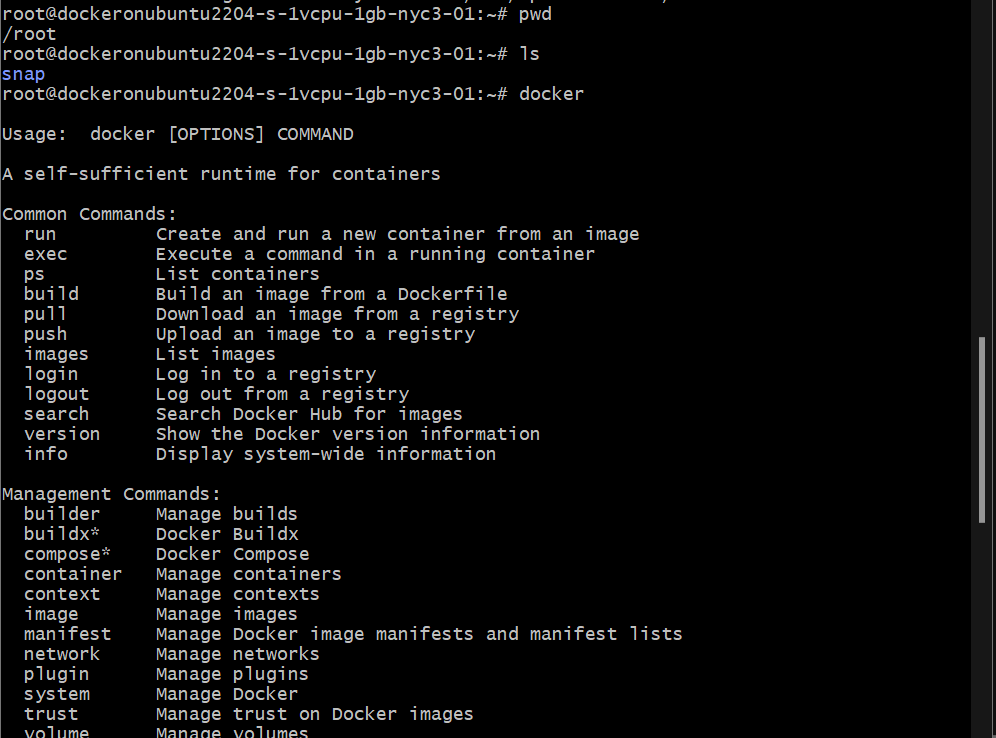 root@dockeronubuntu2204-s-1vcpu-1gb-nyc3-01:~# pwd
/root
root@dockeronubuntu2204-s-1vcpu-1gb-nyc3-01:~# ls
snap
root@dockeronubuntu2204-s-1vcpu-1gb-nyc3-01:~# docker

Usage:  docker [OPTIONS] COMMAND

A self-sufficient runtime for containers

Common Commands:
  run         Create and run a new container from an image
  exec        Execute a command in a running container
  ps          List containers
  build       Build an image from a Dockerfile
  pull        Download an image from a registry
  push        Upload an image to a registry
  images      List images
  login       Log in to a registry
  logout      Log out from a registry
  search      Search Docker Hub for images
  version     Show the Docker version information
  info        Display system-wide information

Management Commands:
  builder     Manage builds
  buildx*     Docker Buildx
  compose*    Docker Compose
  container   Manage containers
  context     Manage contexts
  image       Manage images
  manifest    Manage Docker image manifests and manifest lists
  network     Manage networks
  plugin      Manage plugins
  system      Manage Docker
  trust       Manage trust on Docker images
  volume      Manage volumes